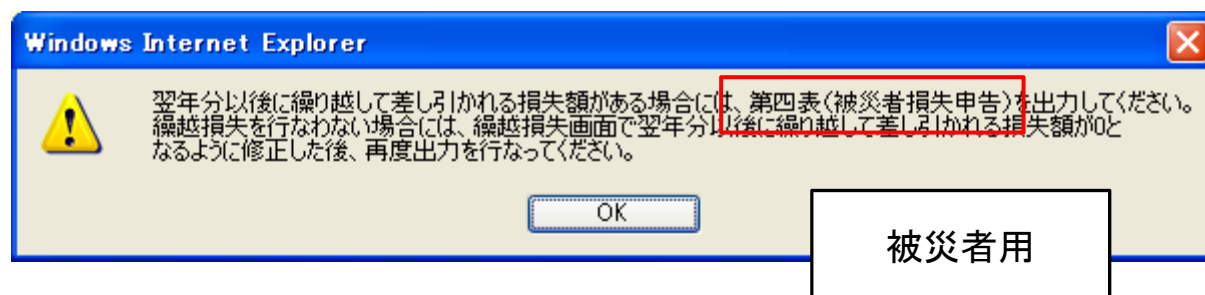 Windows Internet Explorer
翌年分以後に繰り越して差し引かれる損失額がある場合には、第四表(被災者損失申告)を出力してください。
繰越損失を行なわない場合には、繰越損失画面で翌年分以後に繰り越して差し引かれる損失額が0と
なるように修正した後、再度出力を行なってください。
OK
被災者用